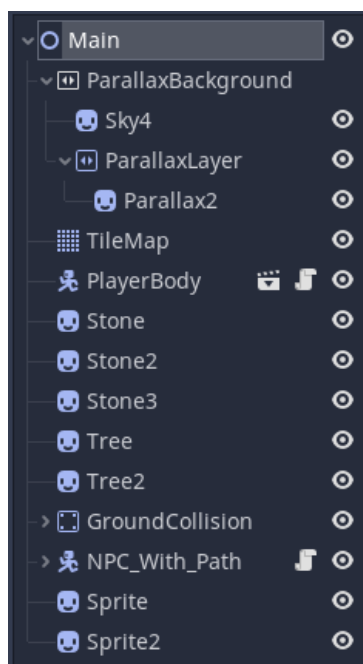 Main
ParallaxBackground
Sky4
ParallaxLayer
Parallax2
TileMap
PlayerBody
Stone
Stone2
Stone3
Tree
Tree2
GroundCollision
NPC_With_Path
Sprite
Sprite2